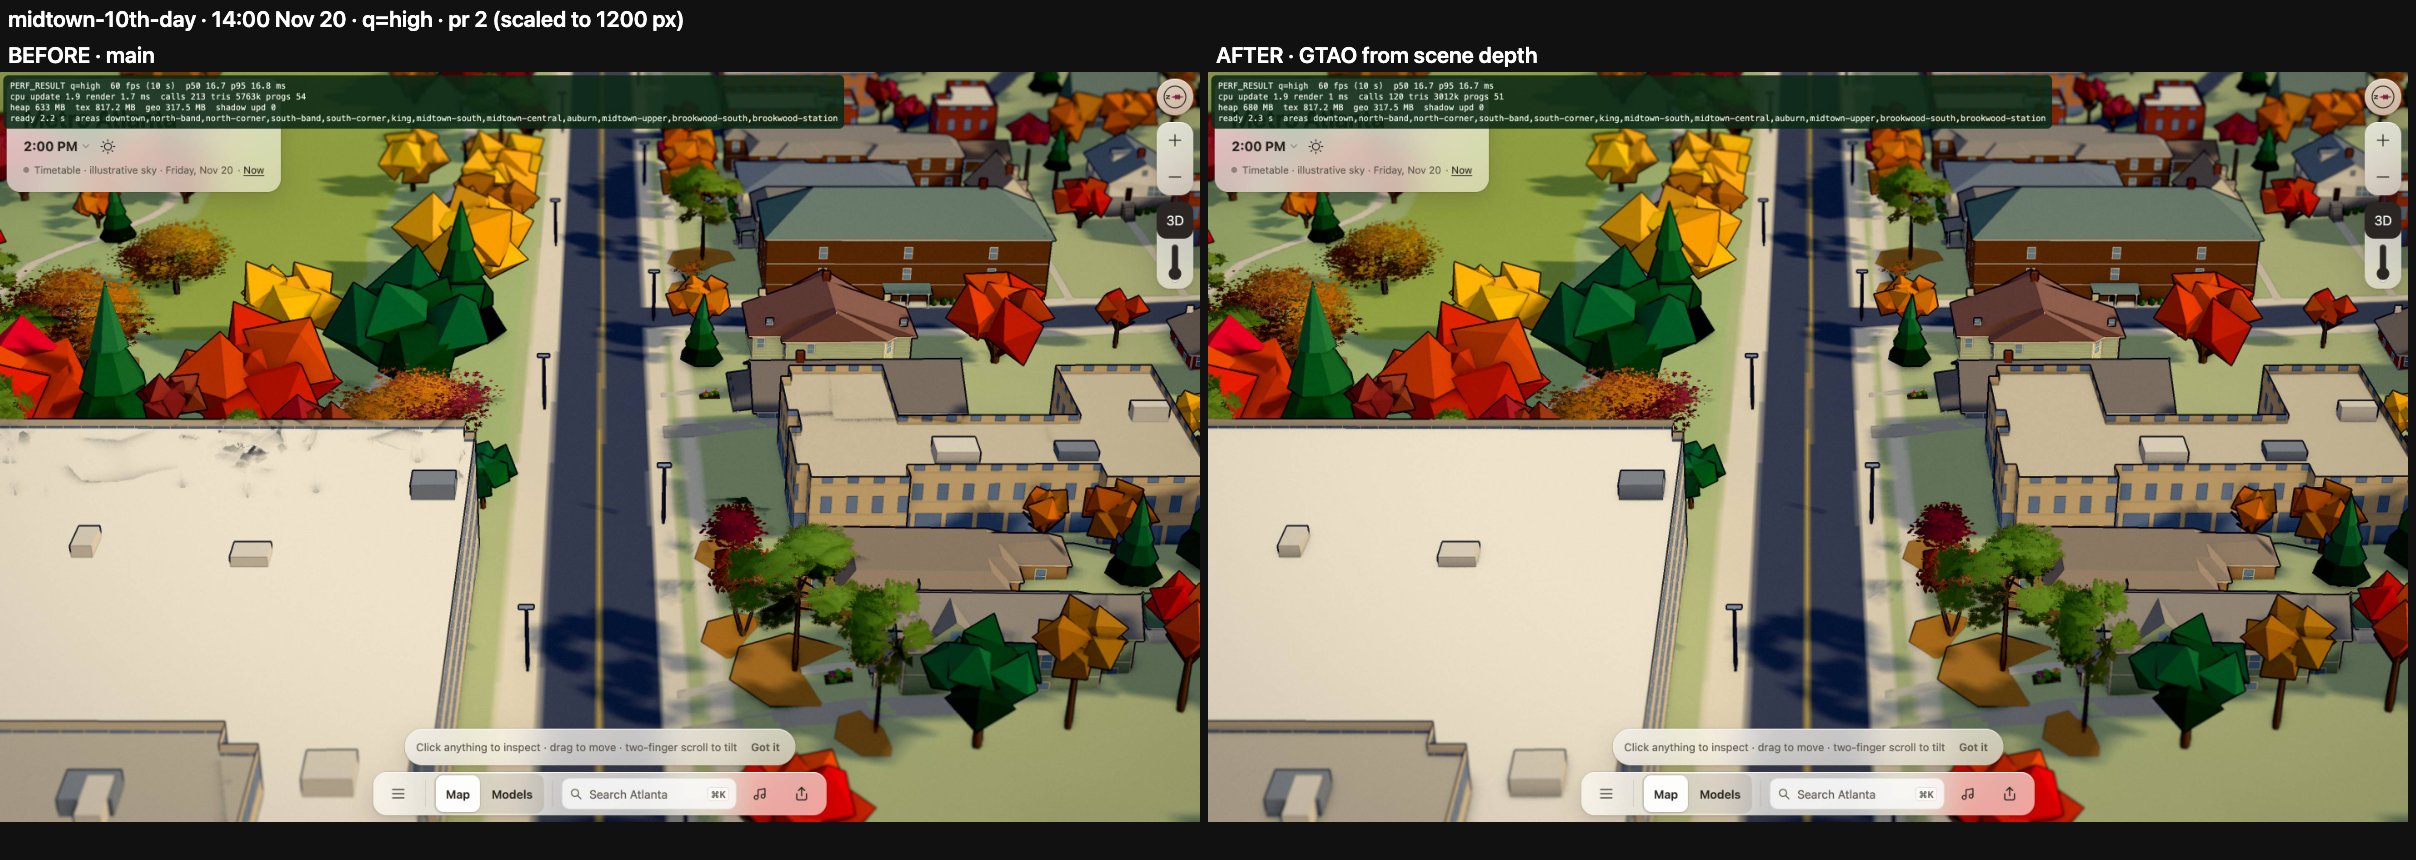 midtown-10th-day · 14:00 Nov 20 · q=high · pr 2 (scaled to 1200 px)
BEFORE · main
PERF_RESULT q=high 60 fps (10 s) p50 16.7 p95 16.8 ms
cpu update 1.9 render 1.7 ms calls 213 tris 5763k progs 54
heap 633 MB tex 817.2 MB geo 317.5 MB shadow upd 0
ready 2.2 s areas downtown,north-band,north-corner,south-band,south-corner,king,midtown-south,midtown-central,auburn,midtown-upper,brookwood-south,brookwood-station
2:00 PM
Timetable · illustrative sky · Friday, Nov 20 · Now
+
−
3D
Click anything to inspect · drag to move · two-finger scroll to tilt Got it
Map Models Search Atlanta ⌘K
AFTER · GTAO from scene depth
PERF_RESULT q=high 60 fps (10 s) p50 16.7 p95 16.7 ms
cpu update 1.9 render 1 ms calls 120 tris 3012k progs 51
heap 680 MB tex 817.2 MB geo 317.5 MB shadow upd 0
ready 2.3 s areas downtown,north-band,north-corner,south-band,south-corner,king,midtown-south,midtown-central,auburn,midtown-upper,brookwood-south,brookwood-station
2:00 PM
Timetable · illustrative sky · Friday, Nov 20 · Now
+
−
3D
Click anything to inspect · drag to move · two-finger scroll to tilt Got it
Map Models Search Atlanta ⌘K